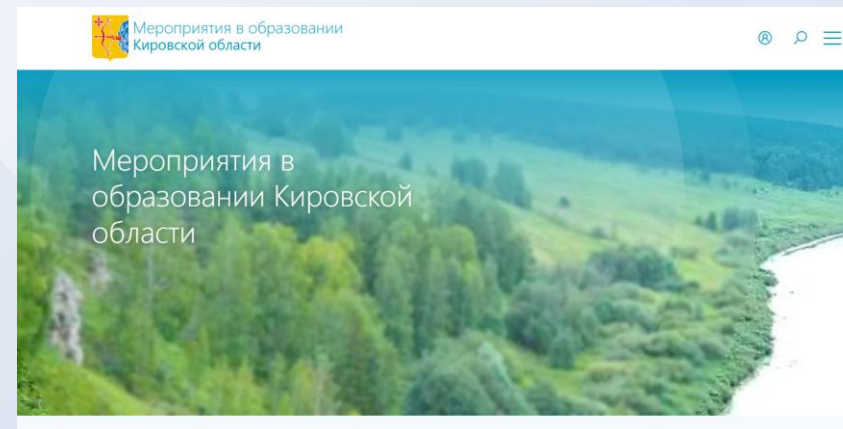 Мероприятия в образовании
Кировской области
Мероприятия в
образовании Кировской
области